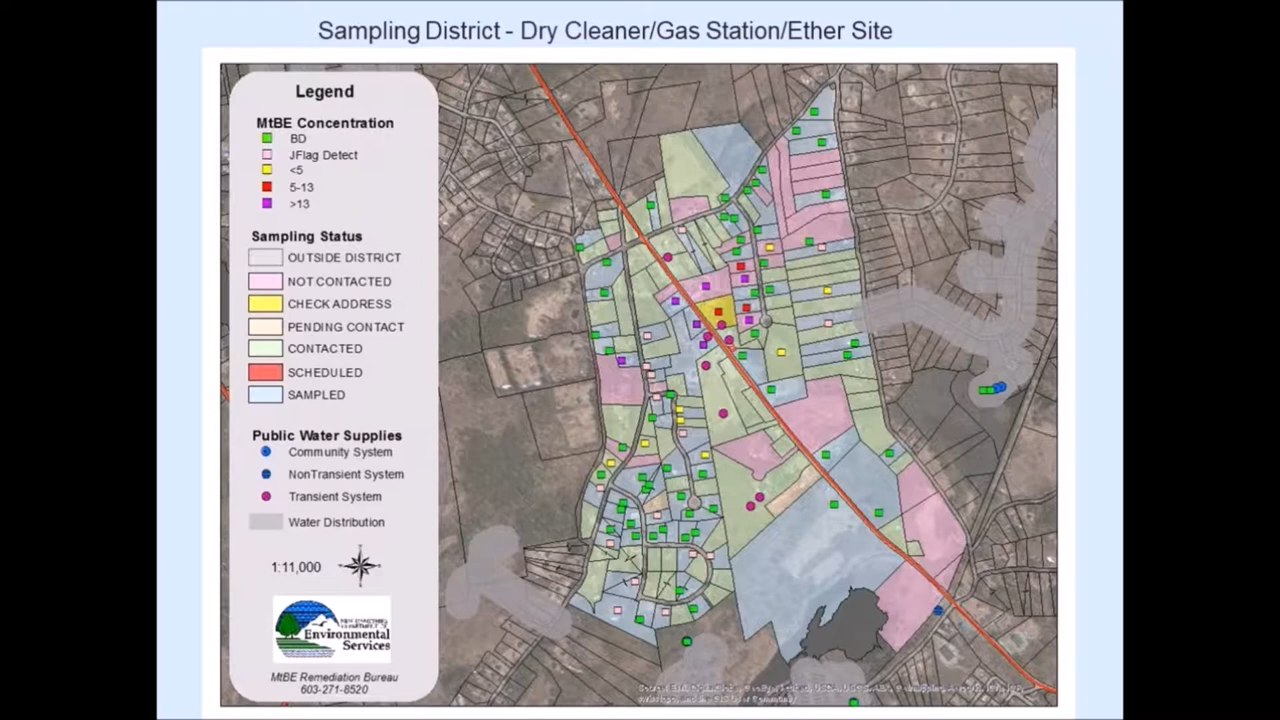 Sampling District - Dry Cleaner/Gas Station/Ether Site
Legend
MtBE Concentration
BD
JFlag Detect
<5
5-13
>13
Sampling Status
OUTSIDE DISTRICT
NOT CONTACTED
CHECK ADDRESS
PENDING CONTACT
CONTACTED
SCHEDULED
SAMPLED
Public Water Supplies
Community System
NonTransient System
Transient System
Water Distribution
1:11,000
Environmental
Services
MtBE Remediation Bureau
603-271-8520